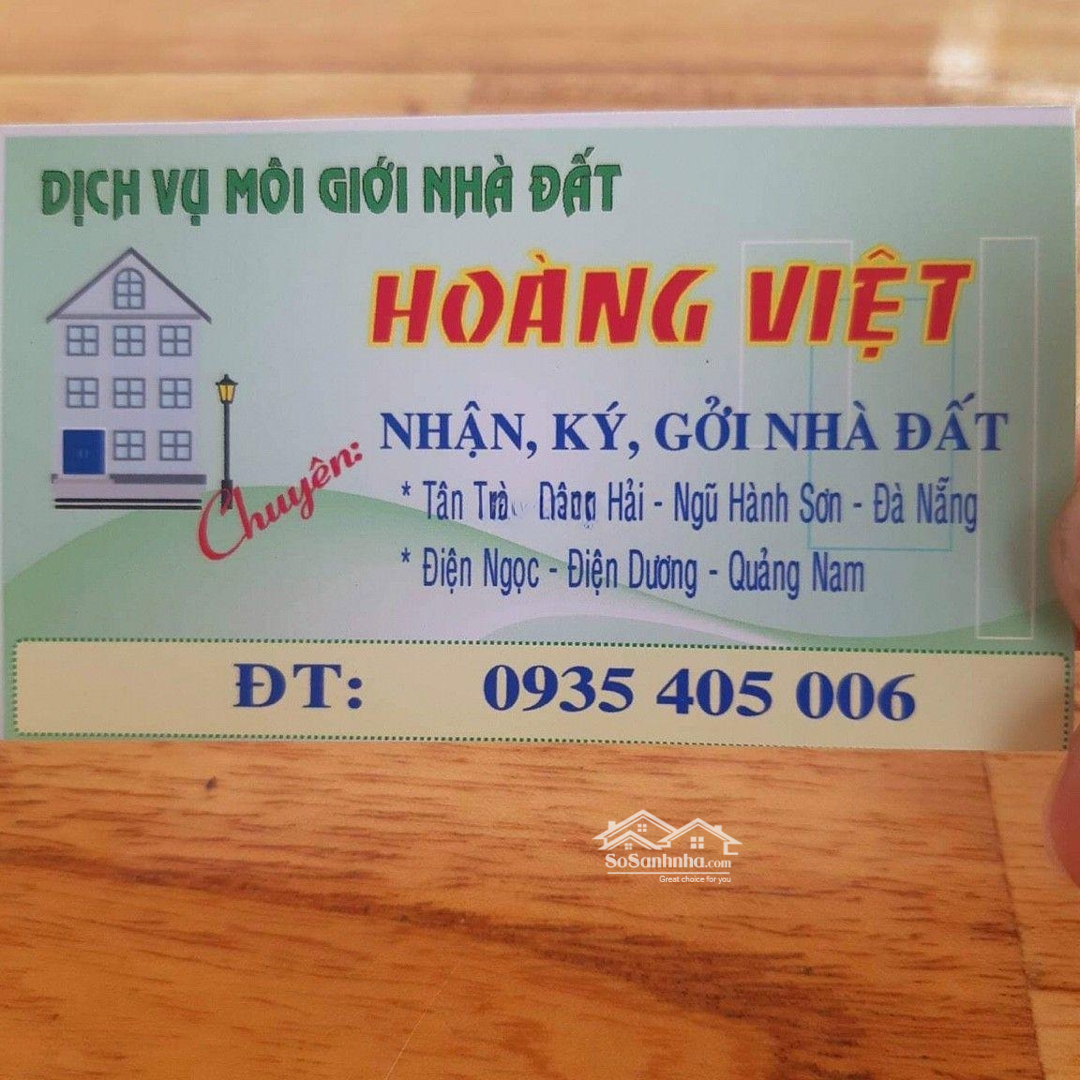 DỊCH VỤ MÔI GIỚI NHÀ ĐẤT
HOÀNG VIỆT
Chuyên:
NHẬN, KÝ, GỞI NHÀ ĐẤT
* Tân Trà Hải - Ngũ Hành Sơn - Đà Nẵng
* Điện Ngọc - Điện Dương - Quảng Nam
ĐT: 0935 405 006
SoSanhnha.com
Great choice for you